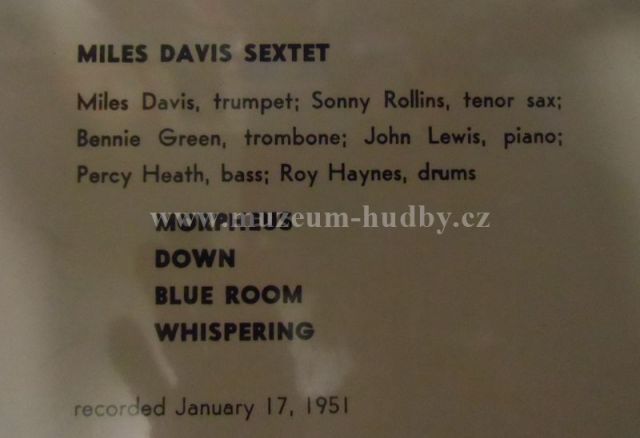 MILES DAVIS SEXTET
Miles Davis, trumpet; Sonny Rollins, tenor sax;
Bennie Green, trombone; John Lewis, piano;
Percy Heath, bass; Roy Haynes, drums
www.muzeum-hudby.cz
MORPHEUS
DOWN
BLUE ROOM
WHISPERING
recorded January 17, 1951